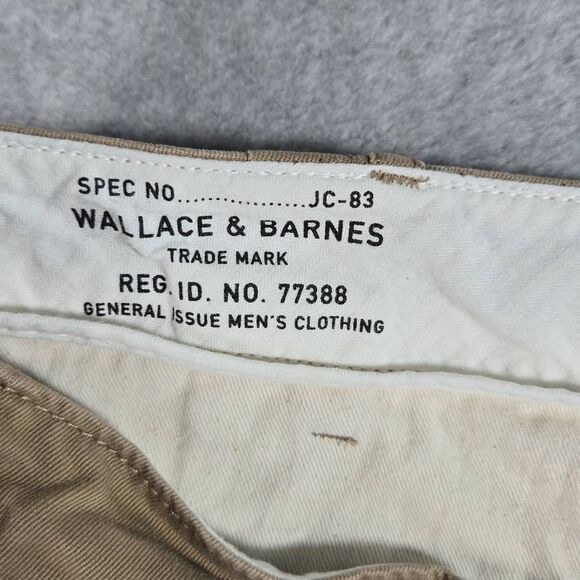 SPEC NO.................JC-83
WALLACE & BARNES
TRADE MARK
REG. ID. NO. 77388
GENERAL ISSUE MEN'S CLOTHING